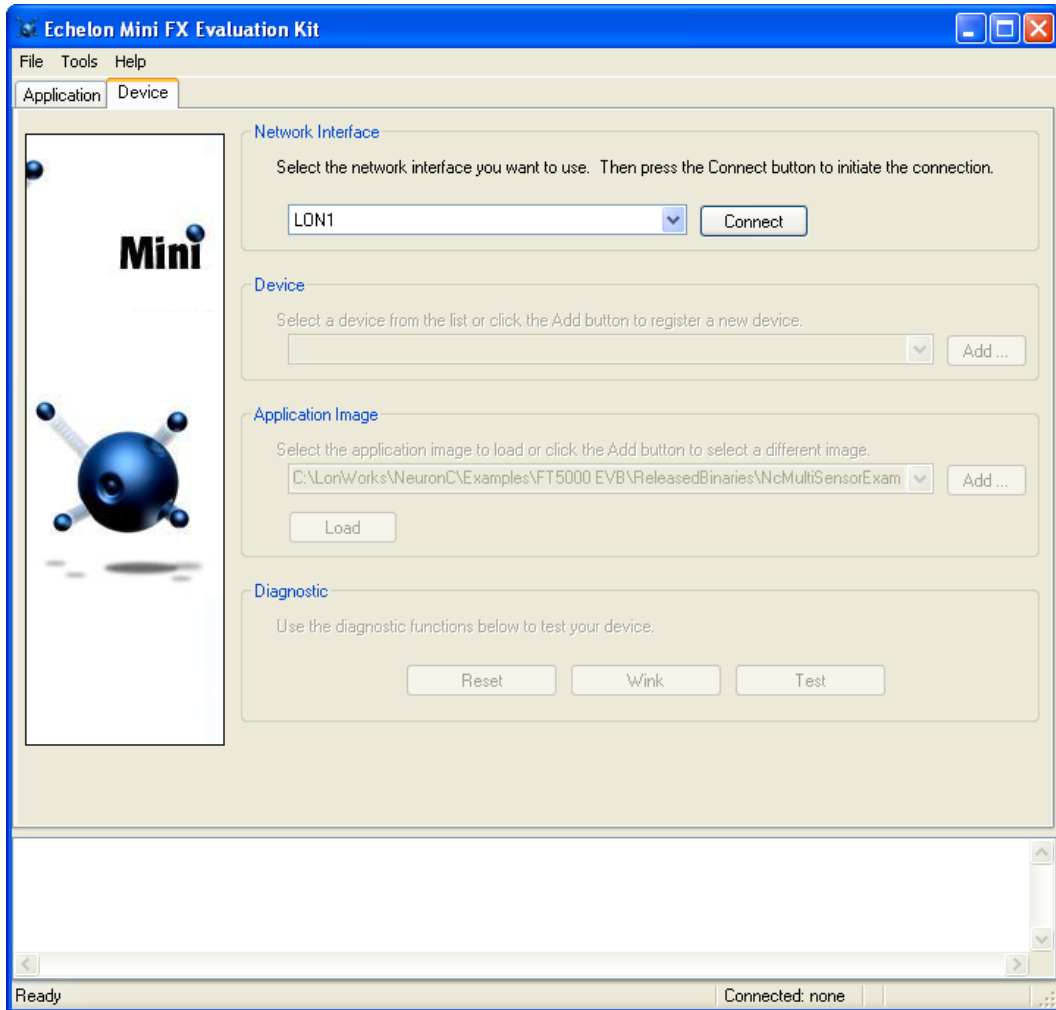 Echelon Mini FX Evaluation Kit
File Tools Help
Application Device
Network Interface
Select the network interface you want to use. Then press the Connect button to initiate the connection.
LON1 Connect
Mini
Device
Select a device from the list or click the Add button to register a new device.
Add ...
Application Image
Select the application image to load or click the Add button to select a different image.
C:\LonWorks\NeuronC\Examples\FT5000 EVB\ReleasedBinaries\NcMultiSensorExam Add ...
Load
Diagnostic
Use the diagnostic functions below to test your device.
Reset Wink Test
Ready Connected: none